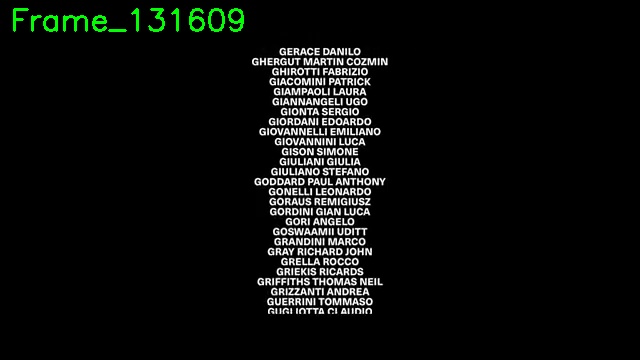 Frame_131609
GERACE DANILO
GHERGUT MARTIN COZMIN
GHIROTTI FABRIZIO
GIACOMINI PATRICK
GIAMPAOLI LAURA
GIANNANGELI UGO
GIONTA SERGIO
GIORDANI EDOARDO
GIOVANNELLI EMILIANO
GIOVANNINI LUCA
GISON SIMONE
GIULIANI GIULIA
GIULIANO STEFANO
GODDARD PAUL ANTHONY
GONELLI LEONARDO
GORAUS REMIGIUSZ
GORDINI GIAN LUCA
GORI ANGELO
GOSWAAMII UDITT
GRANDINI MARCO
GRAY RICHARD JOHN
GRELLA ROCCO
GRIEKIS RICARDS
GRIFFITHS THOMAS NEIL
GRIZZANTI ANDREA
GUERRINI TOMMASO
GUGLIOTTA CLAUDIO